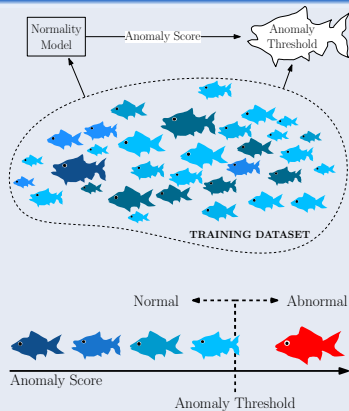 Normality
Model
Anomaly Score
Anomaly
Threshold
TRAINING DATASET
Normal
Abnormal
Anomaly Score
Anomaly Threshold